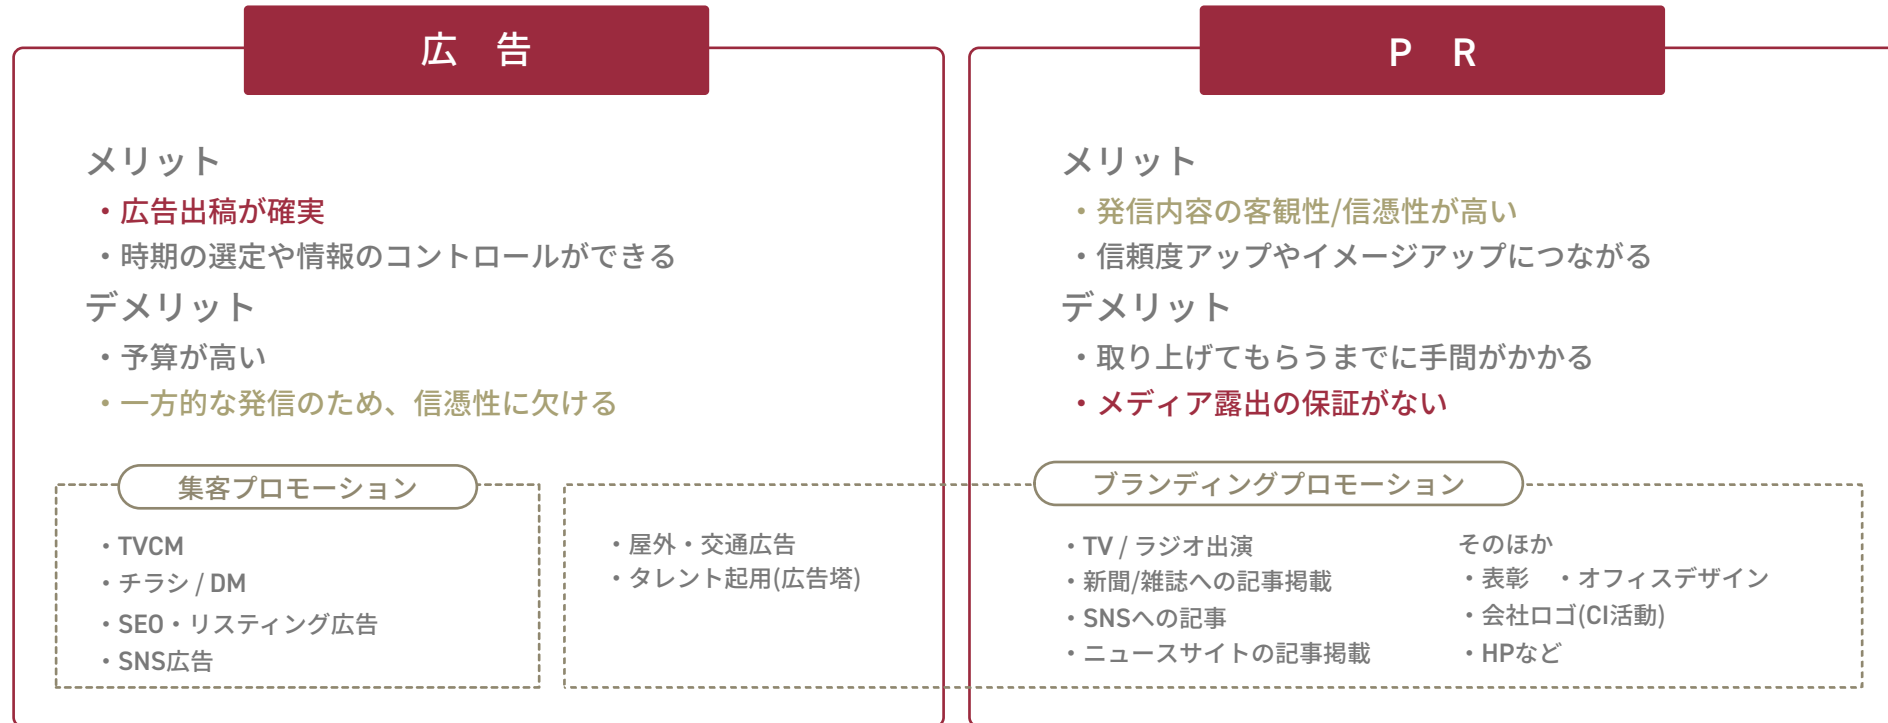 広 告
メリット
・広告出稿が確実
・時期の選定や情報のコントロールができる
デメリット
・予算が高い
・一方的な発信のため、信憑性に欠ける
集客プロモーション
・TVCM
・チラシ / DM
・SEO・リスティング広告
・SNS広告
・屋外・交通広告
・タレント起用(広告塔)
P R
メリット
・発信内容の客観性/信憑性が高い
・信頼度アップやイメージアップにつながる
デメリット
・取り上げてもらうまでに手間がかかる
・メディア露出の保証がない
ブランディングプロモーション
・TV / ラジオ出演
・新聞/雑誌への記事掲載
・SNSへの記事
・ニュースサイトの記事掲載
そのほか
・表彰 ・オフィスデザイン
・会社ロゴ(CI活動)
・HPなど